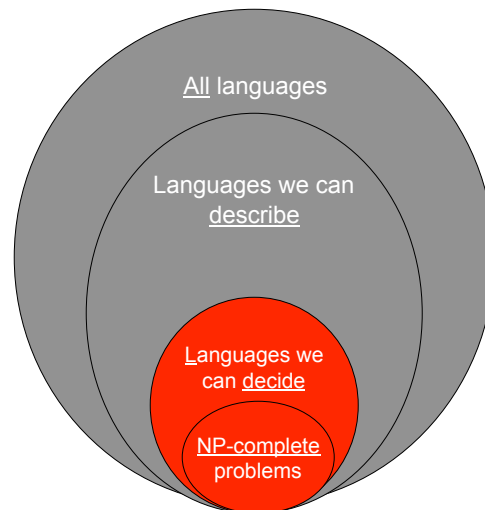 All languages
Languages we can
describe
Languages we
can decide
NP-complete
problems